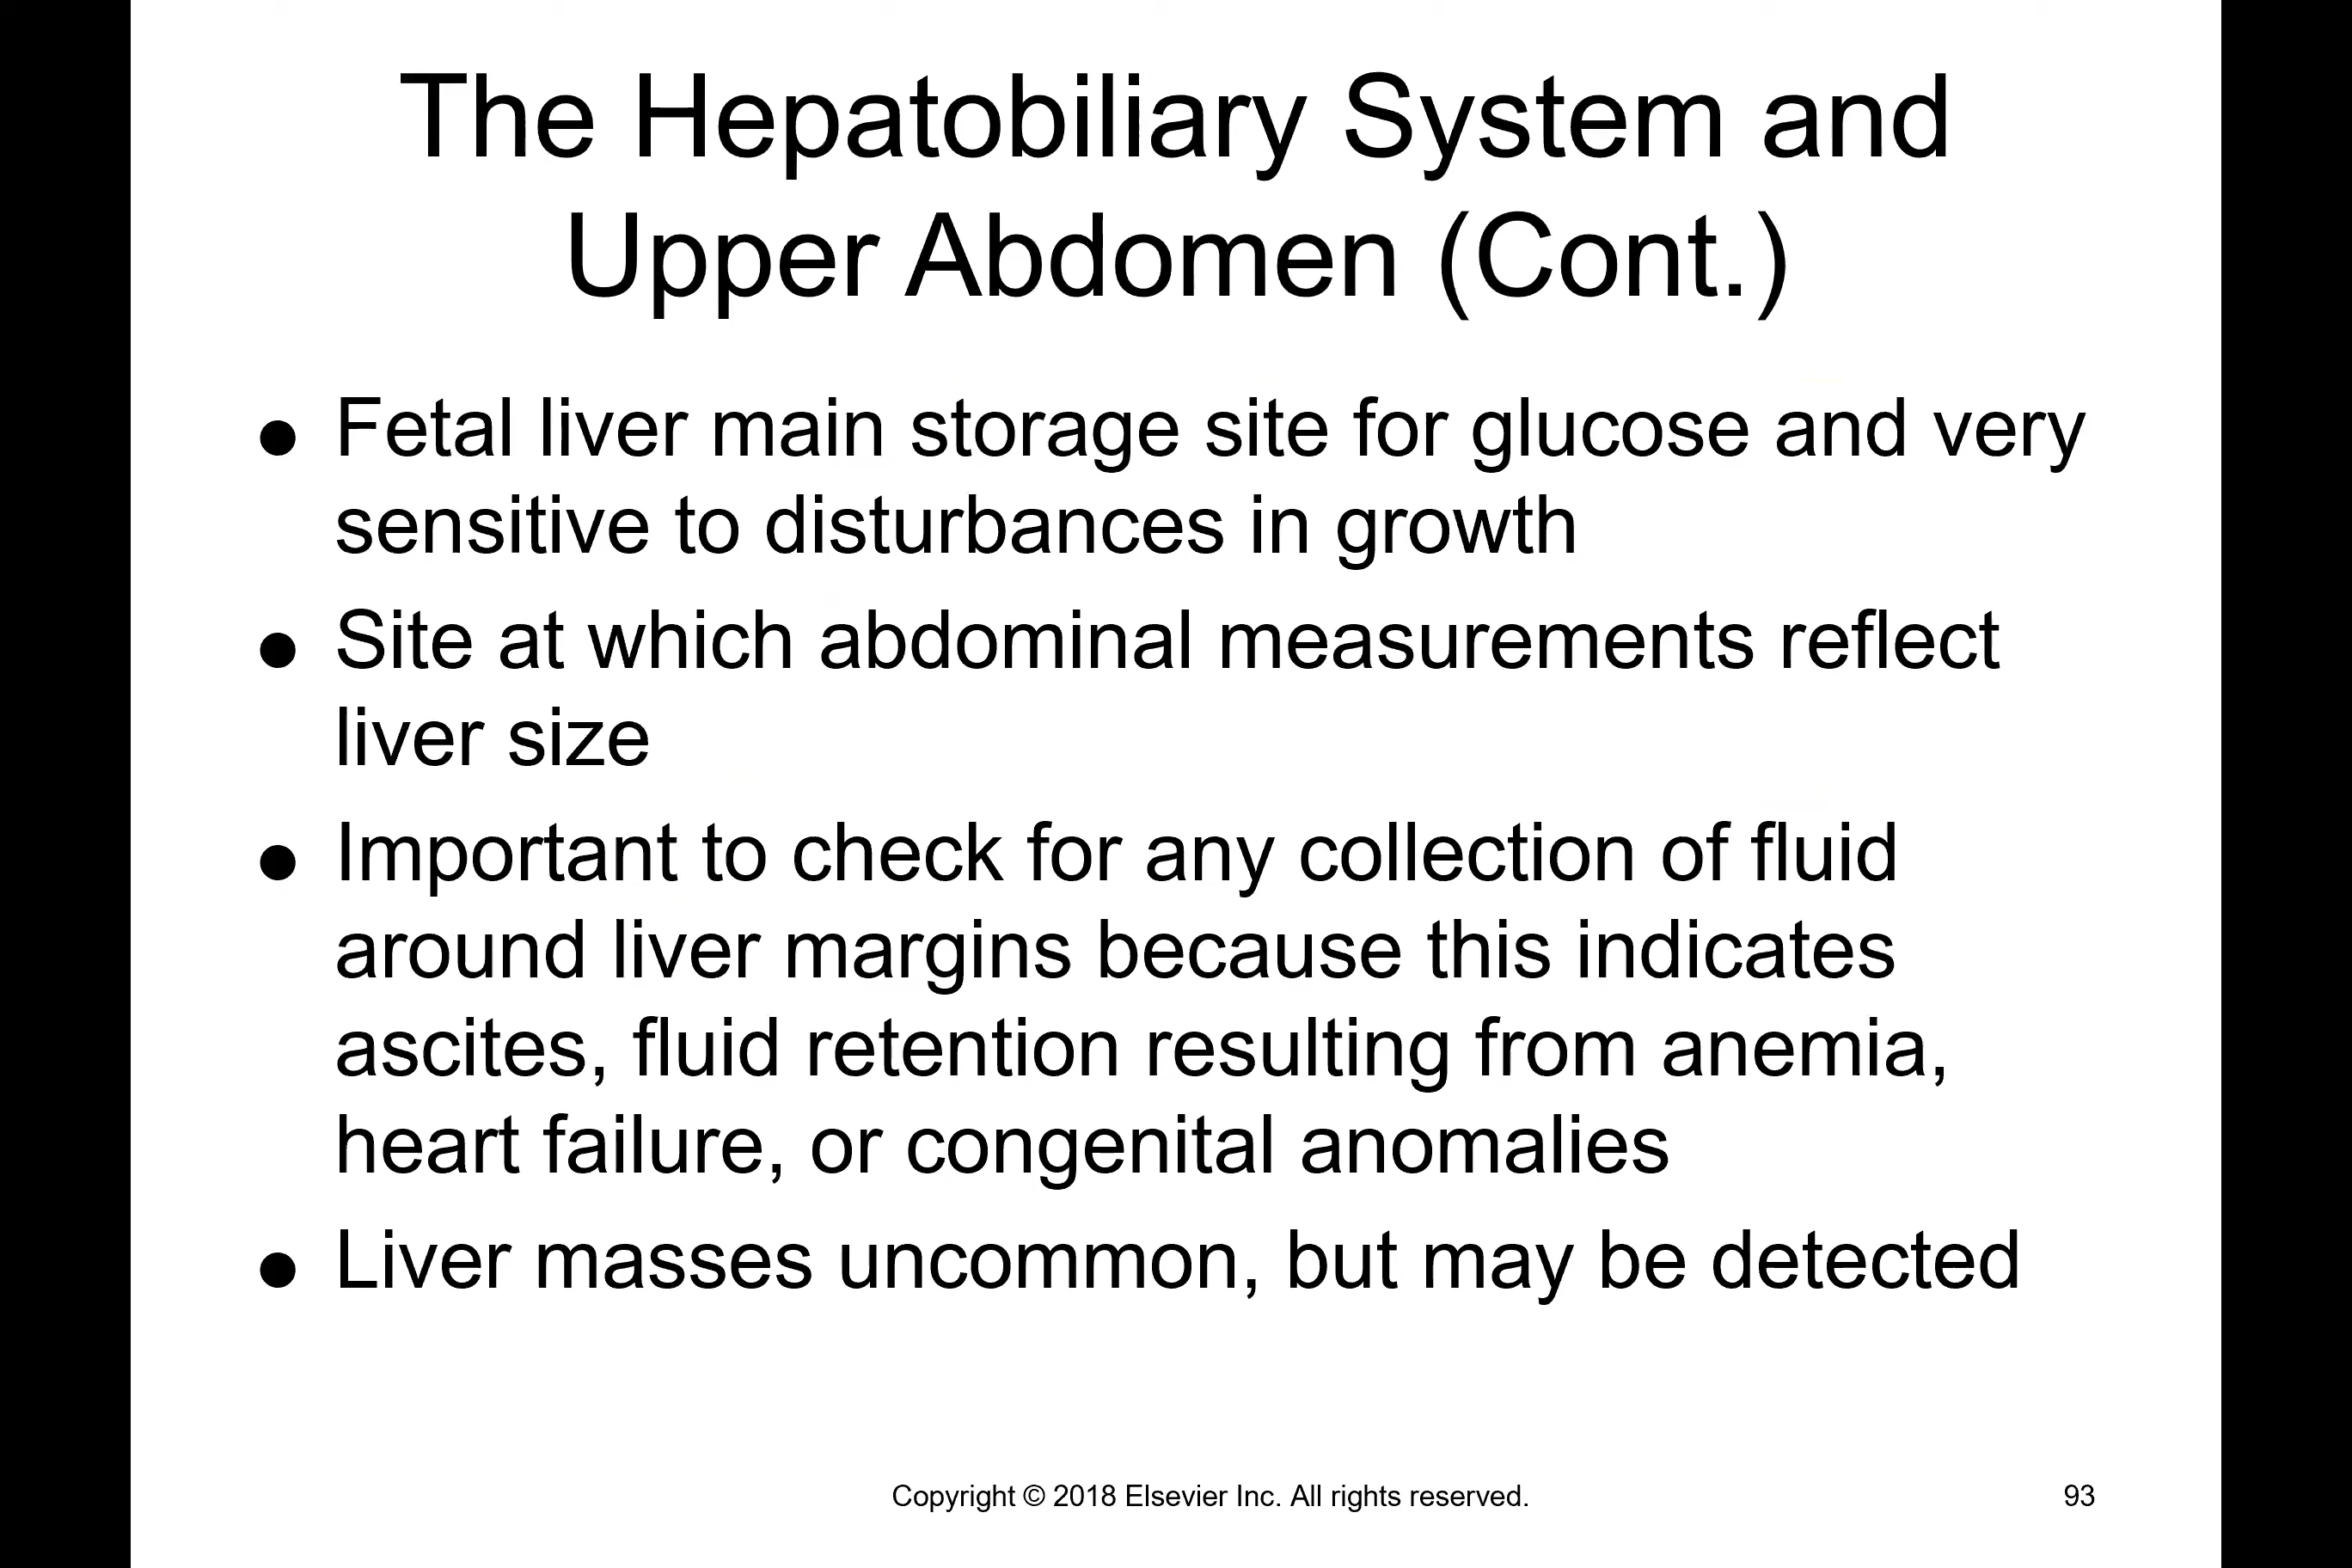 The Hepatobiliary System and
Upper Abdomen (Cont.)
● Fetal liver main storage site for glucose and very
sensitive to disturbances in growth
● Site at which abdominal measurements reflect
liver size
● Important to check for any collection of fluid
around liver margins because this indicates
ascites, fluid retention resulting from anemia,
heart failure, or congenital anomalies
● Liver masses uncommon, but may be detected
Copyright © 2018 Elsevier Inc. All rights reserved.
93